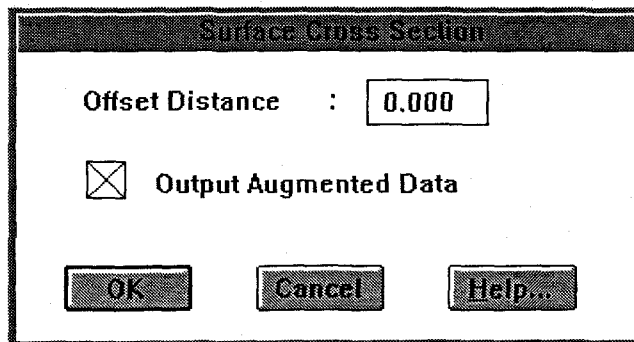 Surface Cross Section
Offset Distance : 0.000
Output Augmented Data
OK Cancel Help...